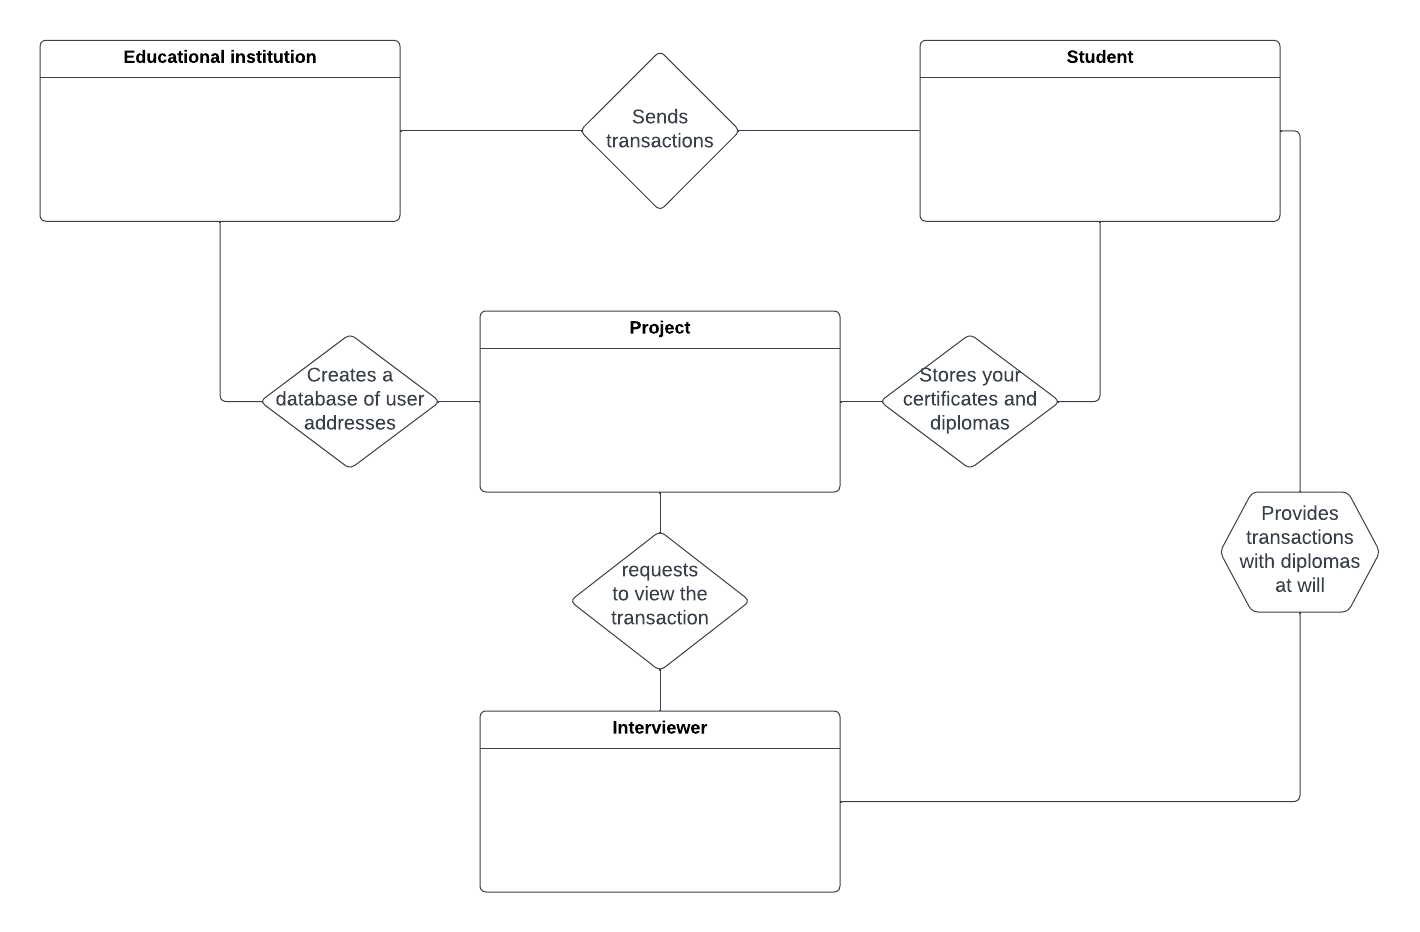 Educational institution
Sends
transactions
Student
Project
Creates a
database of user
addresses
Stores your
certificates and
diplomas
Provides
transactions
with diplomas
at will
requests
to view the
transaction
Interviewer